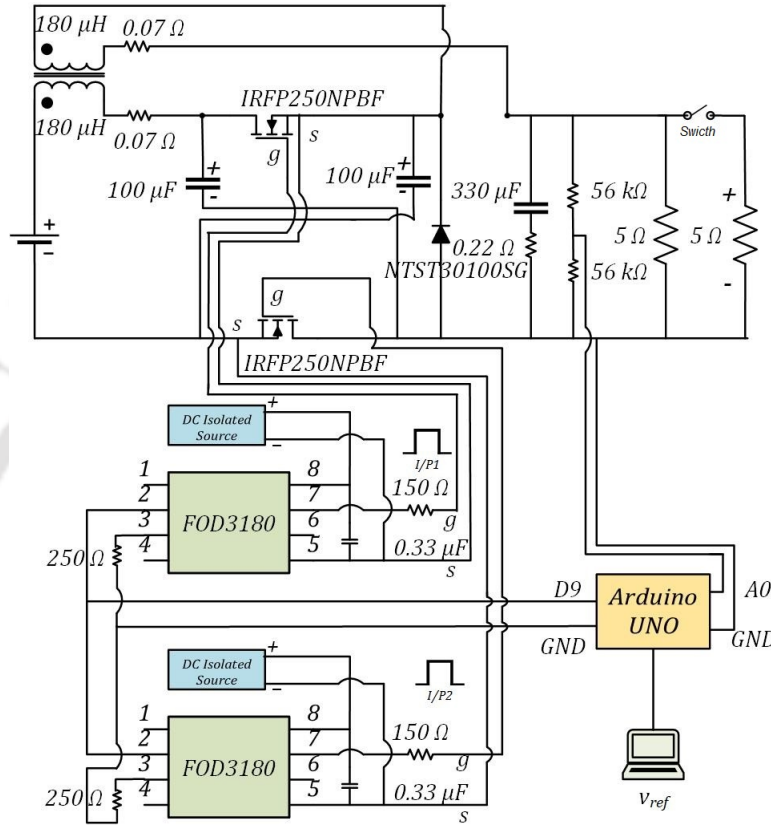 180 μH
0.07 Ω
IRFP250NPBF
180 μH
0.07 Ω
g
s
Swicth
+
-
100 μF
+
-
100 μF
330 μF
56 kΩ
5 Ω
+
5 Ω
-
+
-
0.22 Ω
NTST30100SG
56 kΩ
g
s
IRFP250NPBF
DC Isolated
Source
+
−
I/P1
1
2
3
4
FOD3180
8
7
6
5
150 Ω
g
250 Ω
0.33 μF
s
D9
GND
Arduino
UNO
A0
GND
DC Isolated
Source
+
−
I/P2
1
2
3
4
FOD3180
8
7
6
5
150 Ω
g
250 Ω
0.33 μF
s
vref